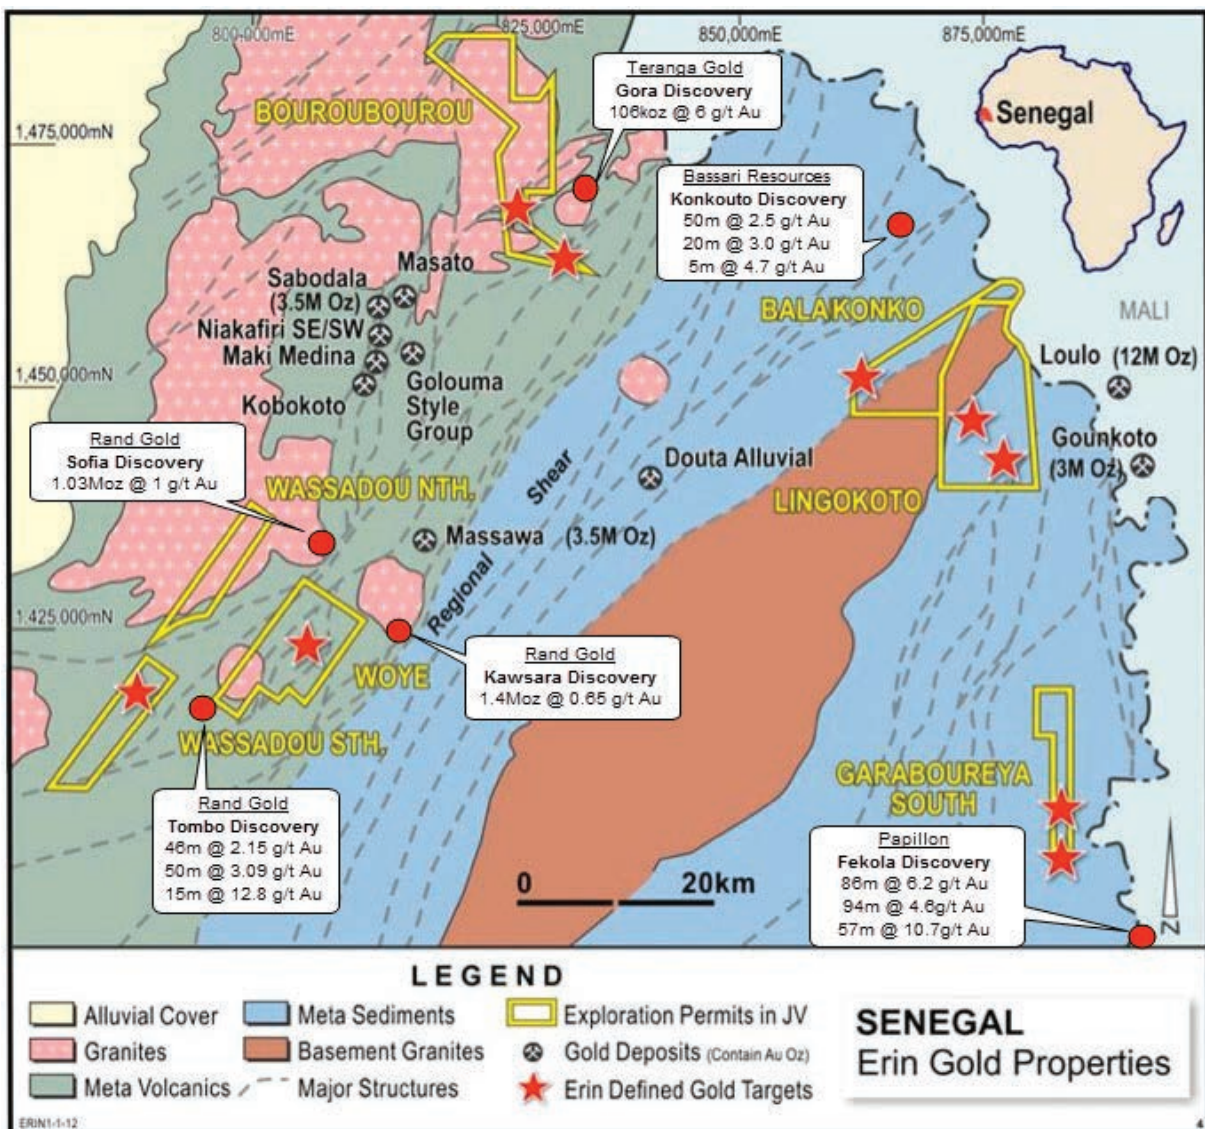 800,000mE
825,000mE
850,000mE
875,000mE
1,475,000mN
1,450,000mN
1,425,000mN
BOUROUBOUROU
Teranga Gold
Gora Discovery
106koz @ 6 g/t Au
Bassari Resources
Konkouto Discovery
50m @ 2.5 g/t Au
20m @ 3.0 g/t Au
5m @ 4.7 g/t Au
Senegal
MALI
Masato
Sabodala
(3.5M Oz)
Niakafiri SE/SW
Maki Medina
Kobokoto
Golouma
Style
Group
BALAKONKO
Loulo (12M Oz)
Gounkoto
(3M Oz)
LINGOKOTO
Rand Gold
Sofia Discovery
1.03Moz @ 1 g/t Au
WASSADOU NTH.
Douta Alluvial
Massawa (3.5M Oz)
Regional Shear
Rand Gold
Kawsara Discovery
1.4Moz @ 0.65 g/t Au
WOYE
WASSADOU STH.
Rand Gold
Tombo Discovery
46m @ 2.15 g/t Au
50m @ 3.09 g/t Au
15m @ 12.8 g/t Au
GARABOUREYA
SOUTH
Papillon
Fekola Discovery
86m @ 6.2 g/t Au
94m @ 4.6g/t Au
57m @ 10.7g/t Au
0 20km
N
LEGEND
Alluvial Cover
Granites
Meta Volcanics
Meta Sediments
Basement Granites
Major Structures
Exploration Permits in JV
Gold Deposits (Contain Au Oz)
Erin Defined Gold Targets
SENEGAL
Erin Gold Properties
ERIN1-1-12
4